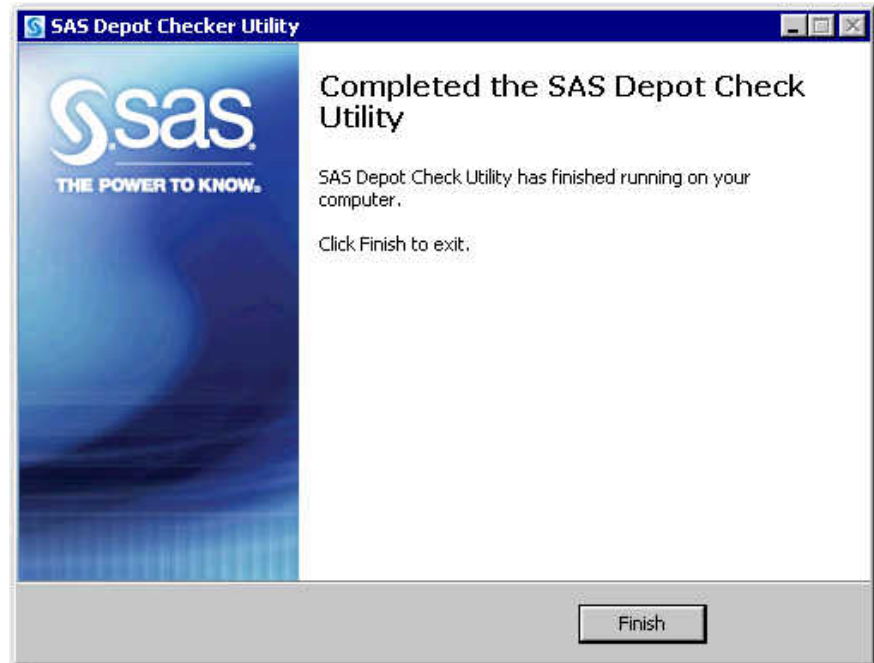 SAS Depot Checker Utility
Ssas
THE POWER TO KNOW.
Completed the SAS Depot Check
Utility
SAS Depot Check Utility has finished running on your
computer.
Click Finish to exit.
Finish